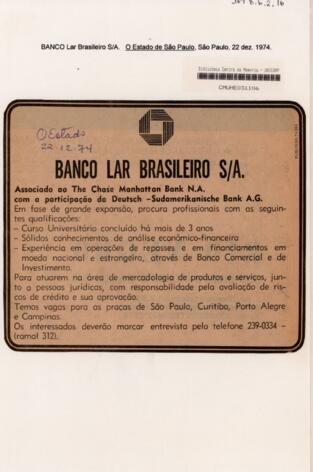 BANCO Lar Brasileiro S/A. O Estado de São Paulo, São Paulo, 22 dez. 1974.
Biblioteca Centro de Memória - UNICAMP
CMUHE031106
O Estado
22.12.74
BANCO LAR BRASILEIRO S/A.
Associado ao The Chase Manhattan Bank N.A.
com a participação da Deutsch -Sudamerikanische Bank A.G.
Em fase de grande expansão, procura profissionais com as seguin-
tes qualificações:
– Curso Universitário concluído há mais de 3 anos
– Sólidos conhecimentos de análise econômico-financeira
– Experiência em operações de repasses e em financiamentos em
moeda nacional e estrangeira, através de Banco Comercial e de
Investimento.
Para atuarem na área de mercadologia de produtos e serviços, jun-
to a pessoas jurídicas, com responsabilidade pela avaliação de ris-
cos de crédito e sua aprovação.
Temos vagas para as praças de São Paulo, Curitiba, Porto Alegre
e Campinas.
Os interessados deverão marcar entrevista pelo telefone 239-0334 –
(ramal 312).